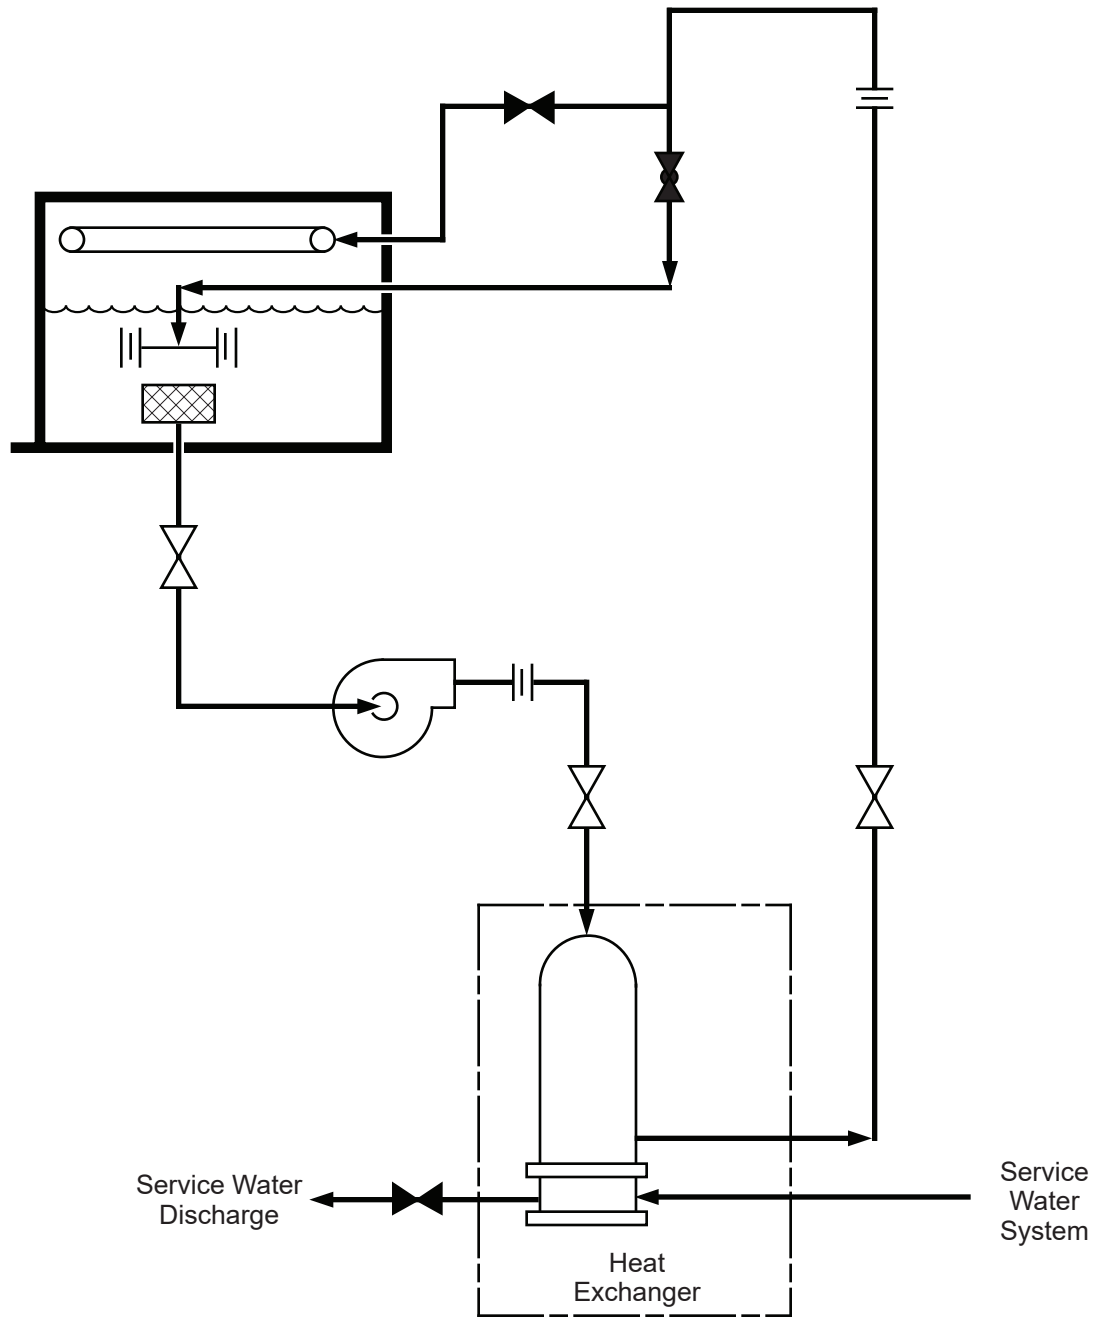 Service Water
Discharge
Service
Water
System
Heat
Exchanger